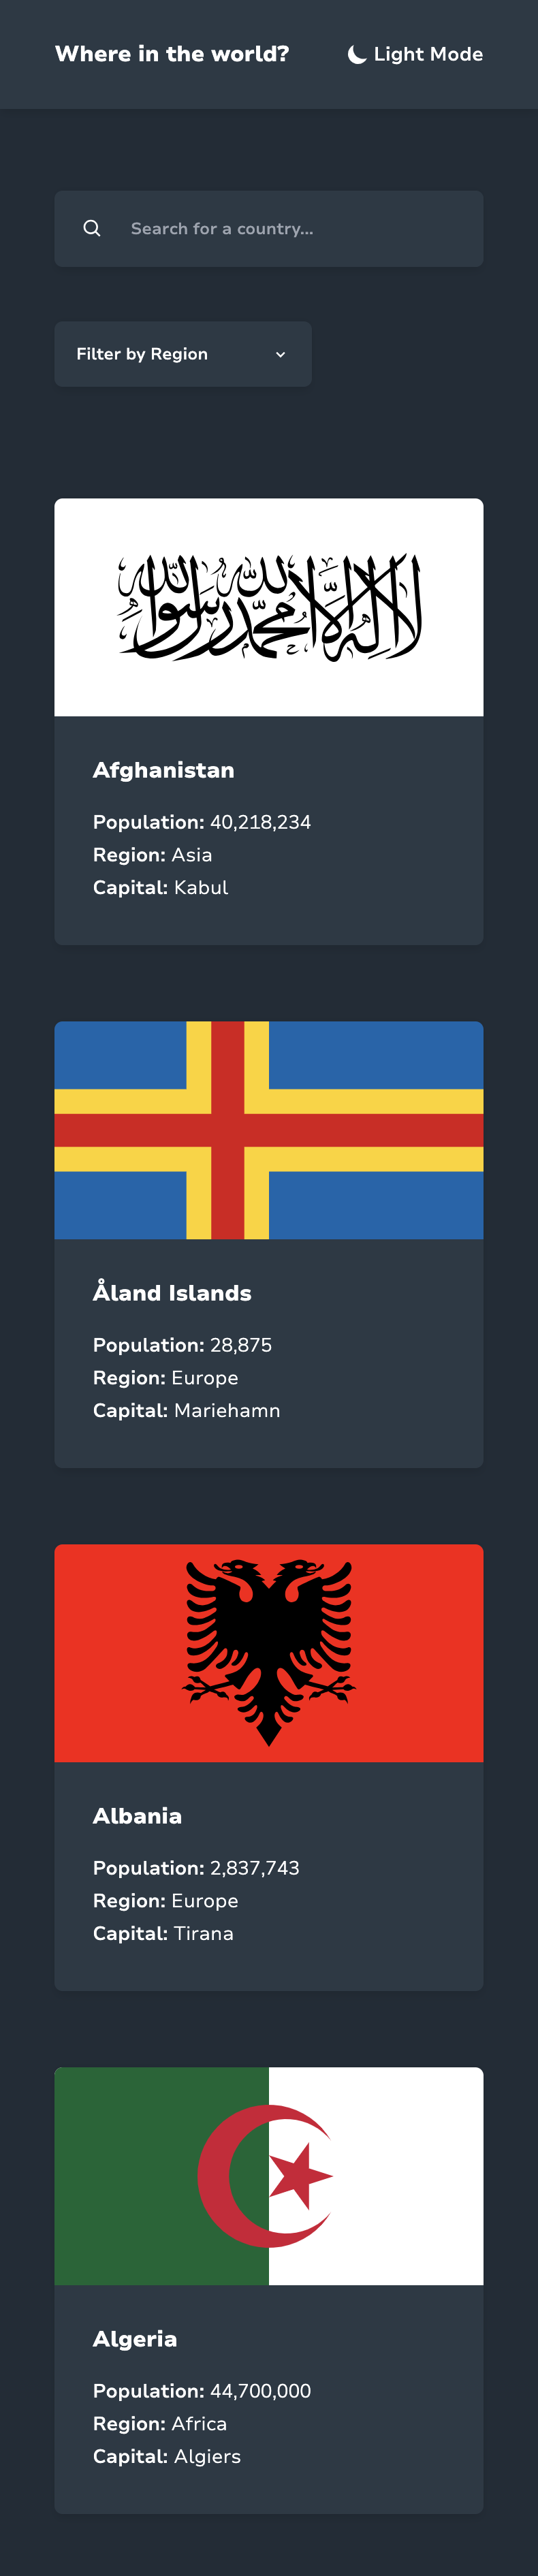 Where in the world?
Light Mode
Search for a country...
Filter by Region
لا إله إلا الله محمد رسول الله
Afghanistan
Population: 40,218,234
Region: Asia
Capital: Kabul
Åland Islands
Population: 28,875
Region: Europe
Capital: Mariehamn
Albania
Population: 2,837,743
Region: Europe
Capital: Tirana
Algeria
Population: 44,700,000
Region: Africa
Capital: Algiers